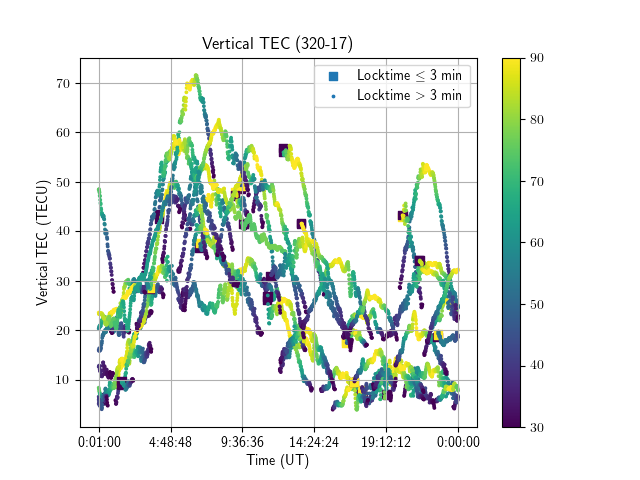 Vertical TEC (320-17)
Locktime ≤ 3 min
Locktime > 3 min
Vertical TEC (TECU)
70
60
50
40
30
20
10
0:01:00 4:48:48 9:36:36 14:24:24 19:12:12 0:00:00
Time (UT)
90
80
70
60
50
40
30